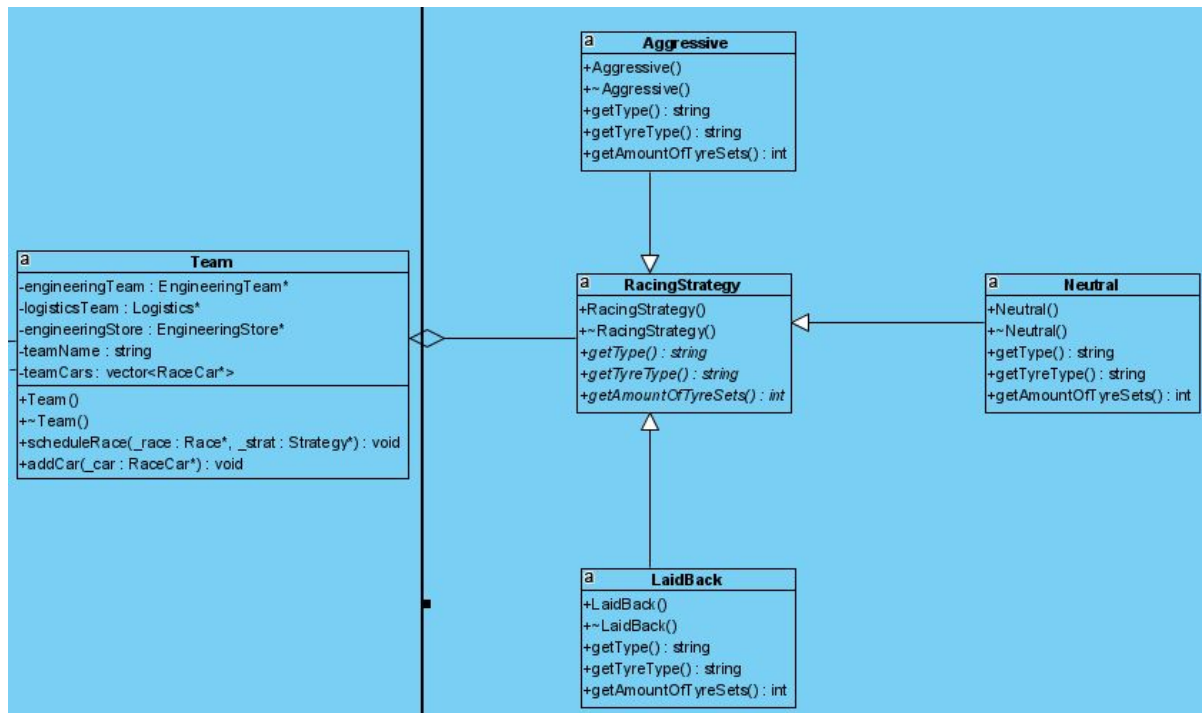 a
Aggressive
+Aggressive()
+~Aggressive()
+getType() : string
+getTyreType() : string
+getAmountOfTyreSets() : int
a
Team
-engineeringTeam : EngineeringTeam*
-logisticsTeam : Logistics*
-engineeringStore : EngineeringStore*
-teamName : string
-teamCars : vector<RaceCar*>
+Team()
+~Team()
+scheduleRace(_race : Race*, _strat : Strategy*) : void
+addCar(_car : RaceCar*) : void
a
RacingStrategy
+RacingStrategy()
+~RacingStrategy()
+getType() : string
+getTyreType() : string
+getAmountOfTyreSets() : int
a
Neutral
+Neutral()
+~Neutral()
+getType() : string
+getTyreType() : string
+getAmountOfTyreSets() : int
a
LaidBack
+LaidBack()
+~LaidBack()
+getType() : string
+getTyreType() : string
+getAmountOfTyreSets() : int